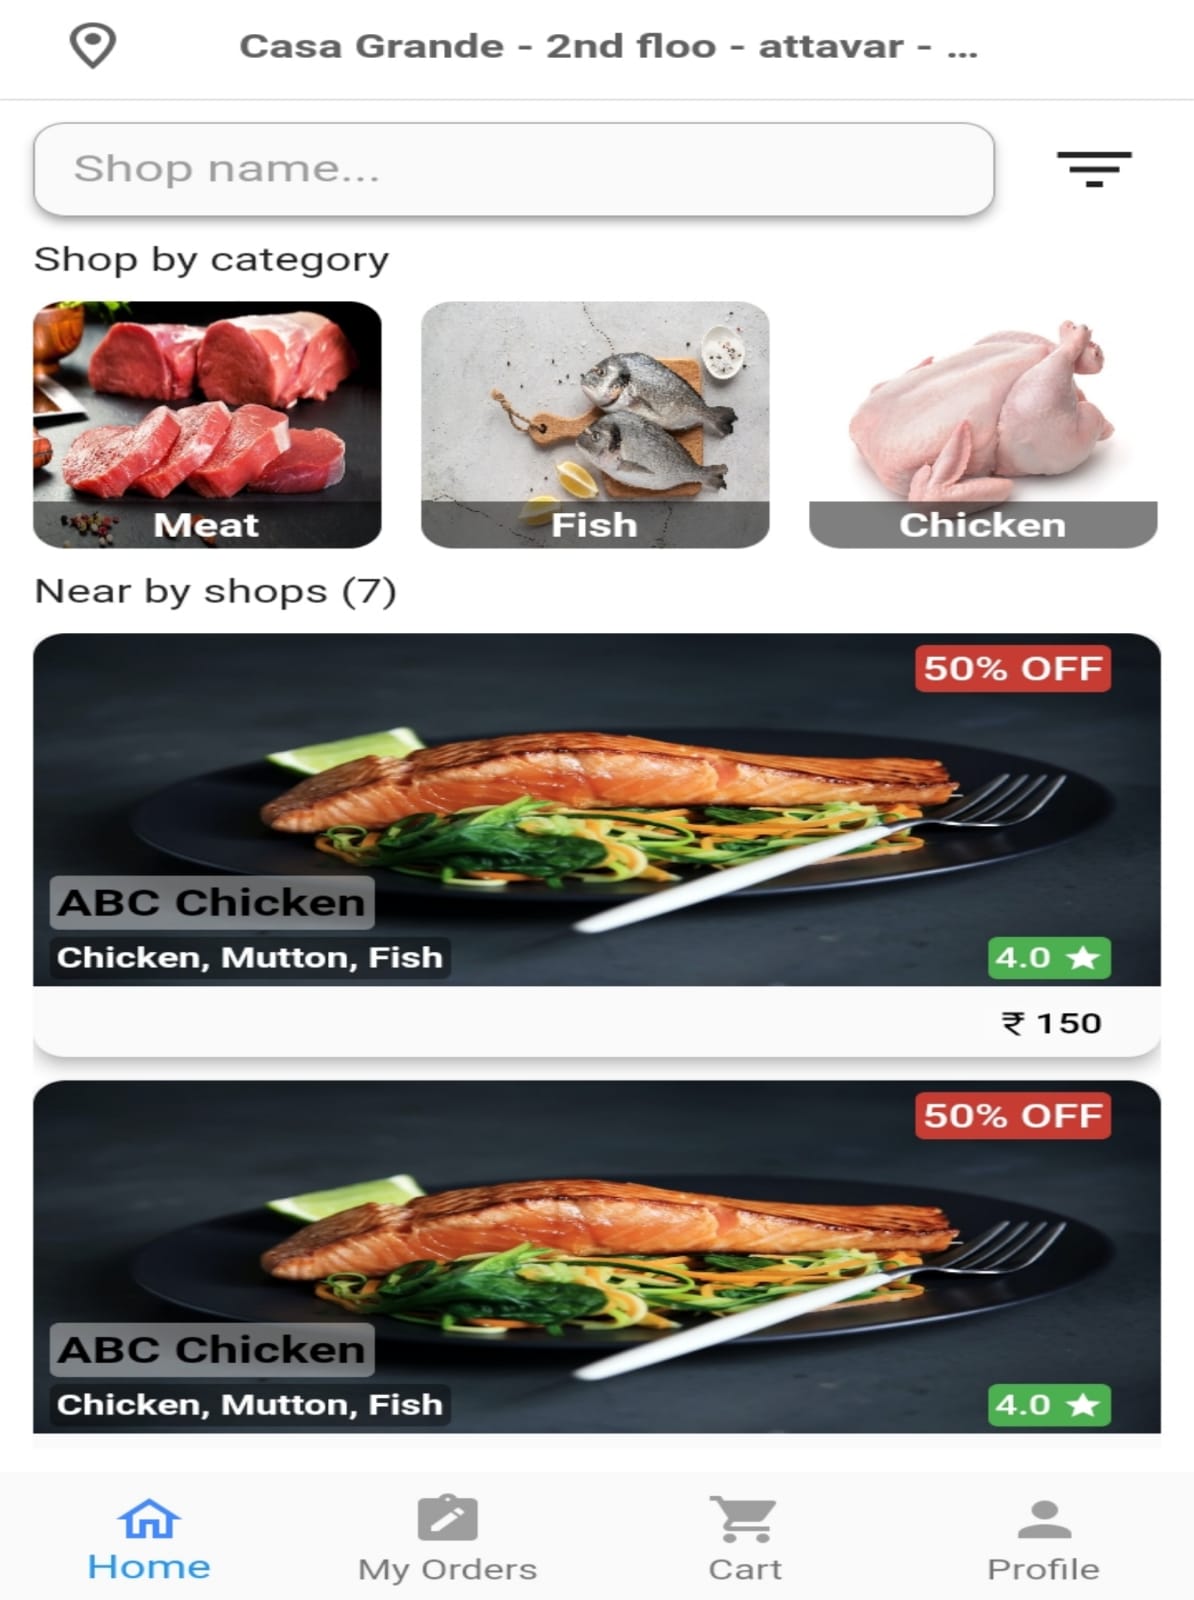 Casa Grande - 2nd floo - attavar - ...
Shop name...
Shop by category
Meat
Fish
Chicken
Near by shops (7)
50% OFF
ABC Chicken
Chicken, Mutton, Fish
4.0
₹ 150
50% OFF
ABC Chicken
Chicken, Mutton, Fish
4.0
Home
My Orders
Cart
Profile